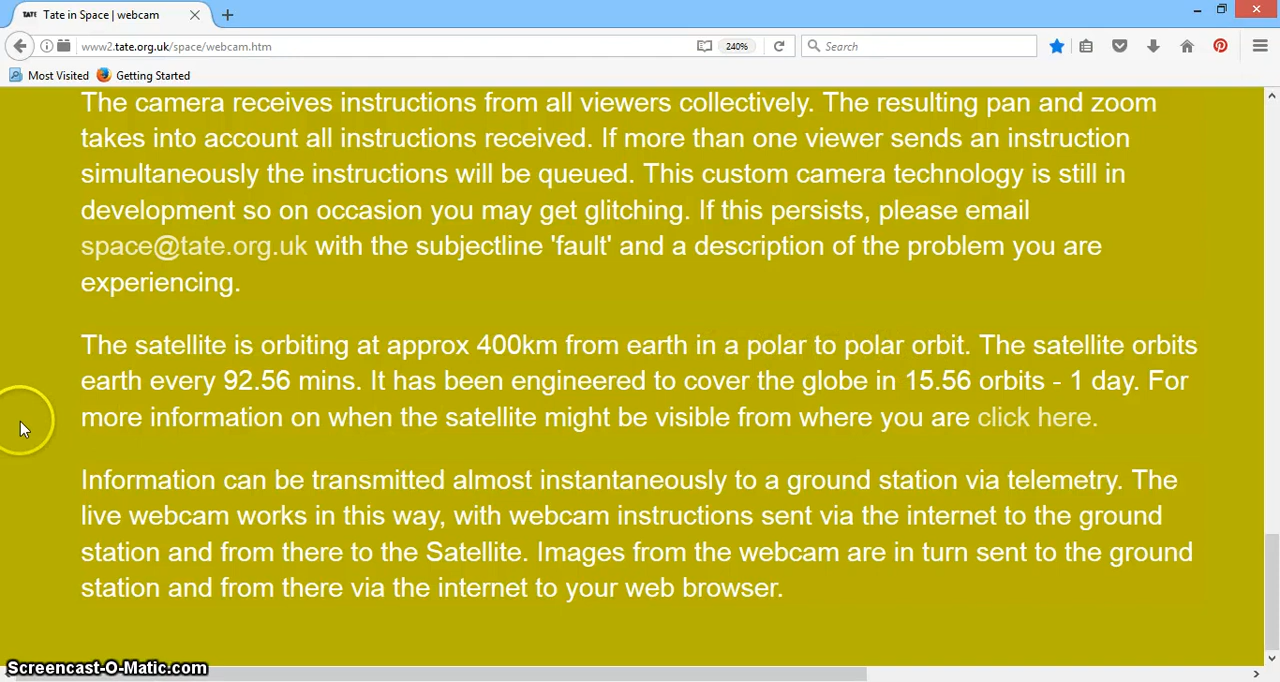 TATE Tate in Space | webcam
www2.tate.org.uk/space/webcam.htm
240%
Search
Most Visited
Getting Started
The camera receives instructions from all viewers collectively. The resulting pan and zoom
takes into account all instructions received. If more than one viewer sends an instruction
simultaneously the instructions will be queued. This custom camera technology is still in
development so on occasion you may get glitching. If this persists, please email
space@tate.org.uk with the subjectline 'fault' and a description of the problem you are
experiencing.
The satellite is orbiting at approx 400km from earth in a polar to polar orbit. The satellite orbits
earth every 92.56 mins. It has been engineered to cover the globe in 15.56 orbits - 1 day. For
more information on when the satellite might be visible from where you are click here.
Information can be transmitted almost instantaneously to a ground station via telemetry. The
live webcam works in this way, with webcam instructions sent via the internet to the ground
station and from there to the Satellite. Images from the webcam are in turn sent to the ground
station and from there via the internet to your web browser.
Screencast-O-Matic.com